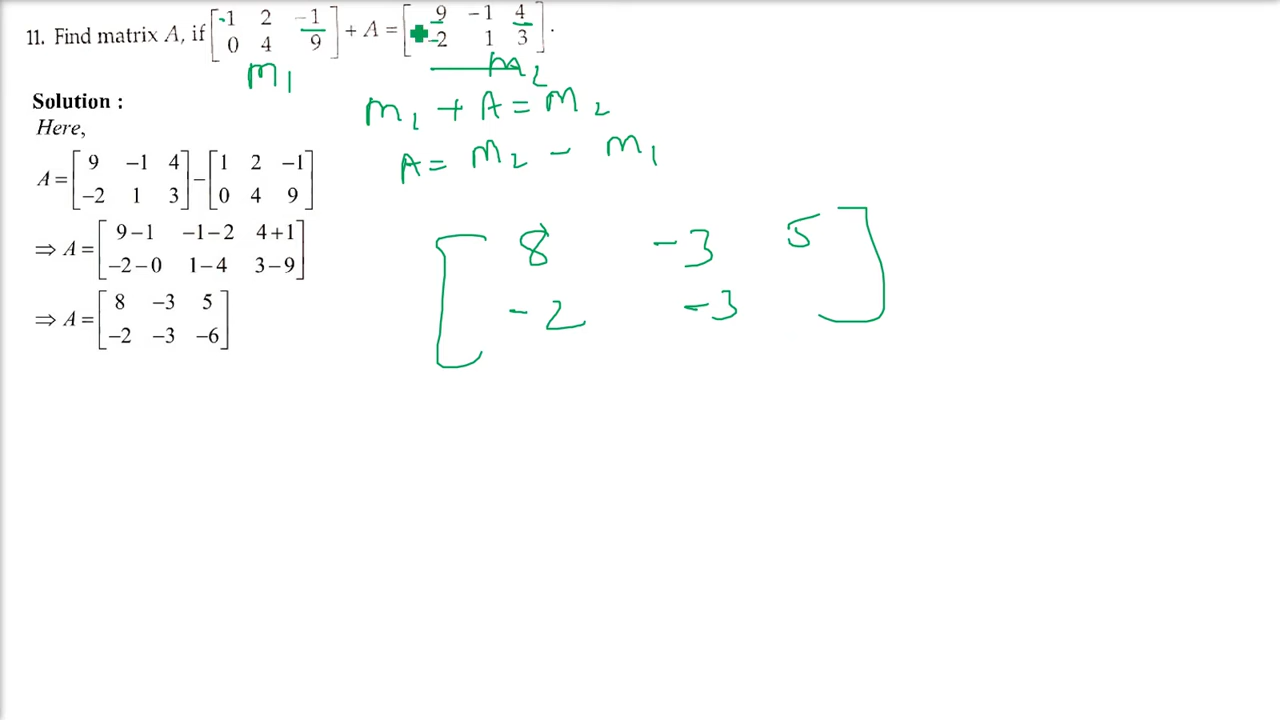 11. Find matrix A, if [1 2 -1 + A = [9 -1 4 .
0 4 9] -2 1 3]
m1 m2
Solution :
m1 + A = m2
Here,
A = m2 - m1
A = [9 -1 4 - [1 2 -1
-2 1 3] 0 4 9]
⇒ A = [9-1 -1-2 4+1
-2-0 1-4 3-9]
⇒ A = [8 -3 5
-2 -3 -6]
[8 -3 5
-2 -3 ]